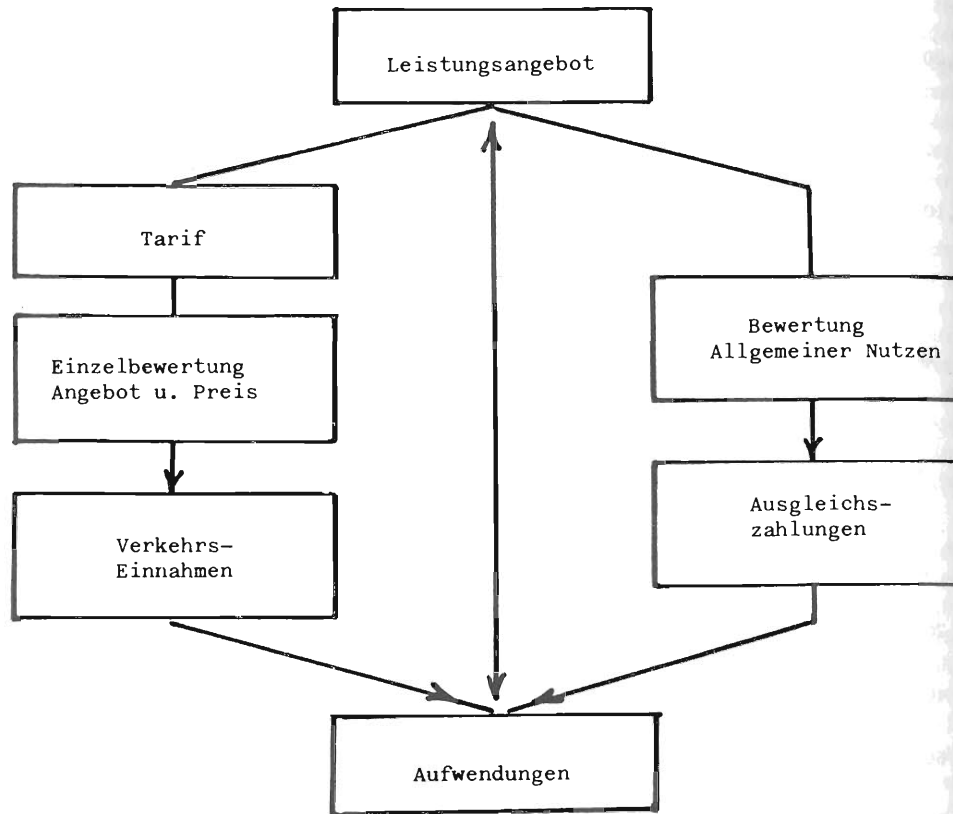 Leistungsangebot
Tarif
Einzelbewertung
Angebot u. Preis
Verkehrs-
Einnahmen
Bewertung
Allgemeiner Nutzen
Ausgleichs-
zahlungen
Aufwendungen